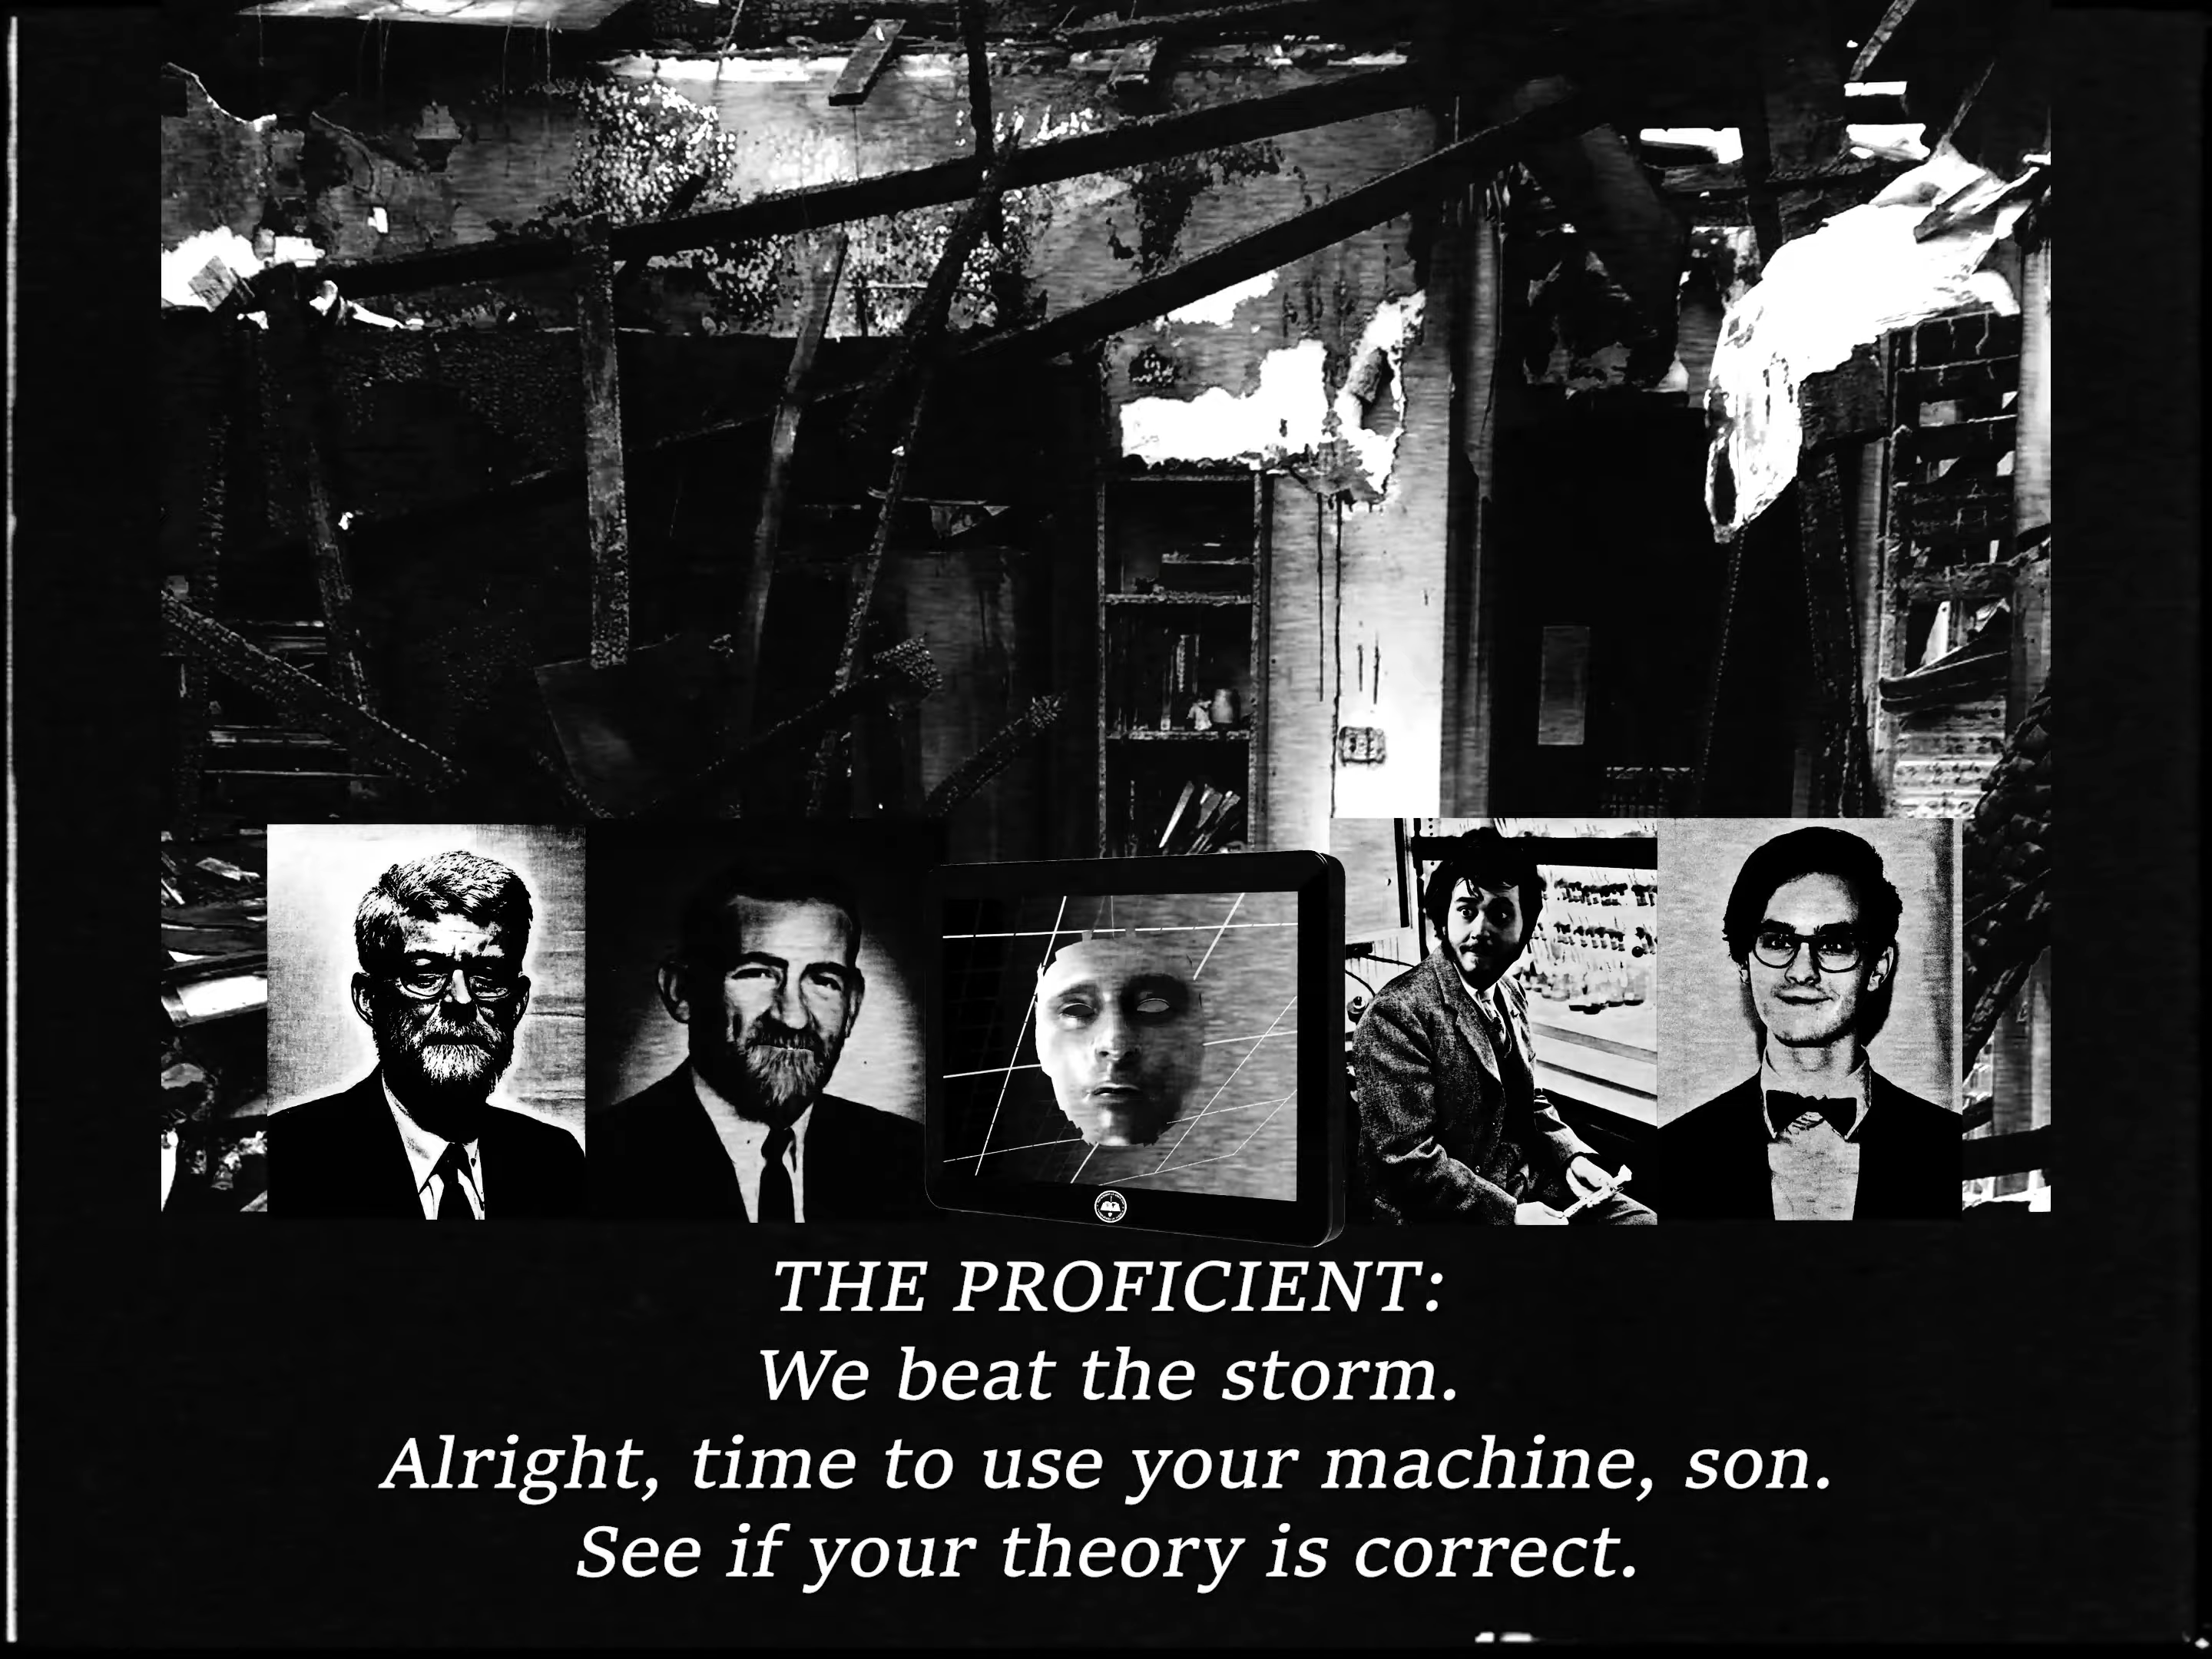 THE PROFICIENT:
We beat the storm.
Alright, time to use your machine, son.
See if your theory is correct.